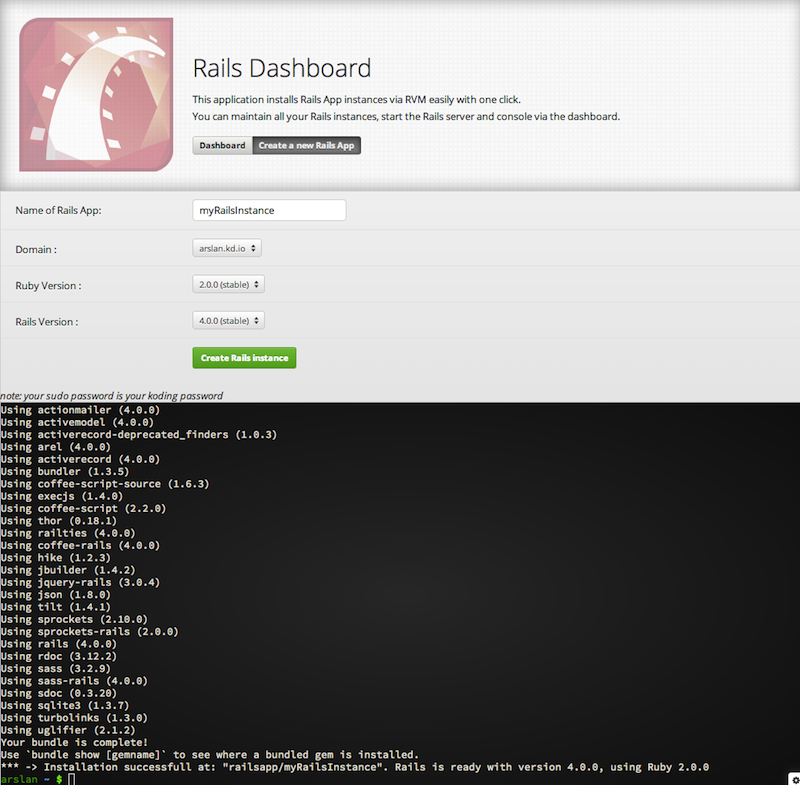 Rails Dashboard
This application installs Rails App instances via RVM easily with one click.
You can maintain all your Rails instances, start the Rails server and console via the dashboard.
Dashboard Create a new Rails App
Name of Rails App: myRailsInstance
Domain : arslan.kd.io
Ruby Version : 2.0.0 (stable)
Rails Version : 4.0.0 (stable)
Create Rails instance
note: your sudo password is your koding password
Using actionmailer (4.0.0)
Using activemodel (4.0.0)
Using activerecord-deprecated_finders (1.0.3)
Using arel (4.0.0)
Using activerecord (4.0.0)
Using bundler (1.3.5)
Using coffee-script-source (1.6.3)
Using execjs (1.4.0)
Using coffee-script (2.2.0)
Using thor (0.18.1)
Using railties (4.0.0)
Using coffee-rails (4.0.0)
Using hike (1.2.3)
Using jbuilder (1.4.2)
Using jquery-rails (3.0.4)
Using json (1.8.0)
Using tilt (1.4.1)
Using sprockets (2.10.0)
Using sprockets-rails (2.0.0)
Using rails (4.0.0)
Using rdoc (3.12.2)
Using sass (3.2.9)
Using sass-rails (4.0.0)
Using sdoc (0.3.20)
Using sqlite3 (1.3.7)
Using turbolinks (1.3.0)
Using uglifier (2.1.2)
Your bundle is complete!
Use `bundle show [gemname]` to see where a bundled gem is installed.
*** -> Installation successfull at: "railsapp/myRailsInstance". Rails is ready with version 4.0.0, using Ruby 2.0.0
arslan ~ $